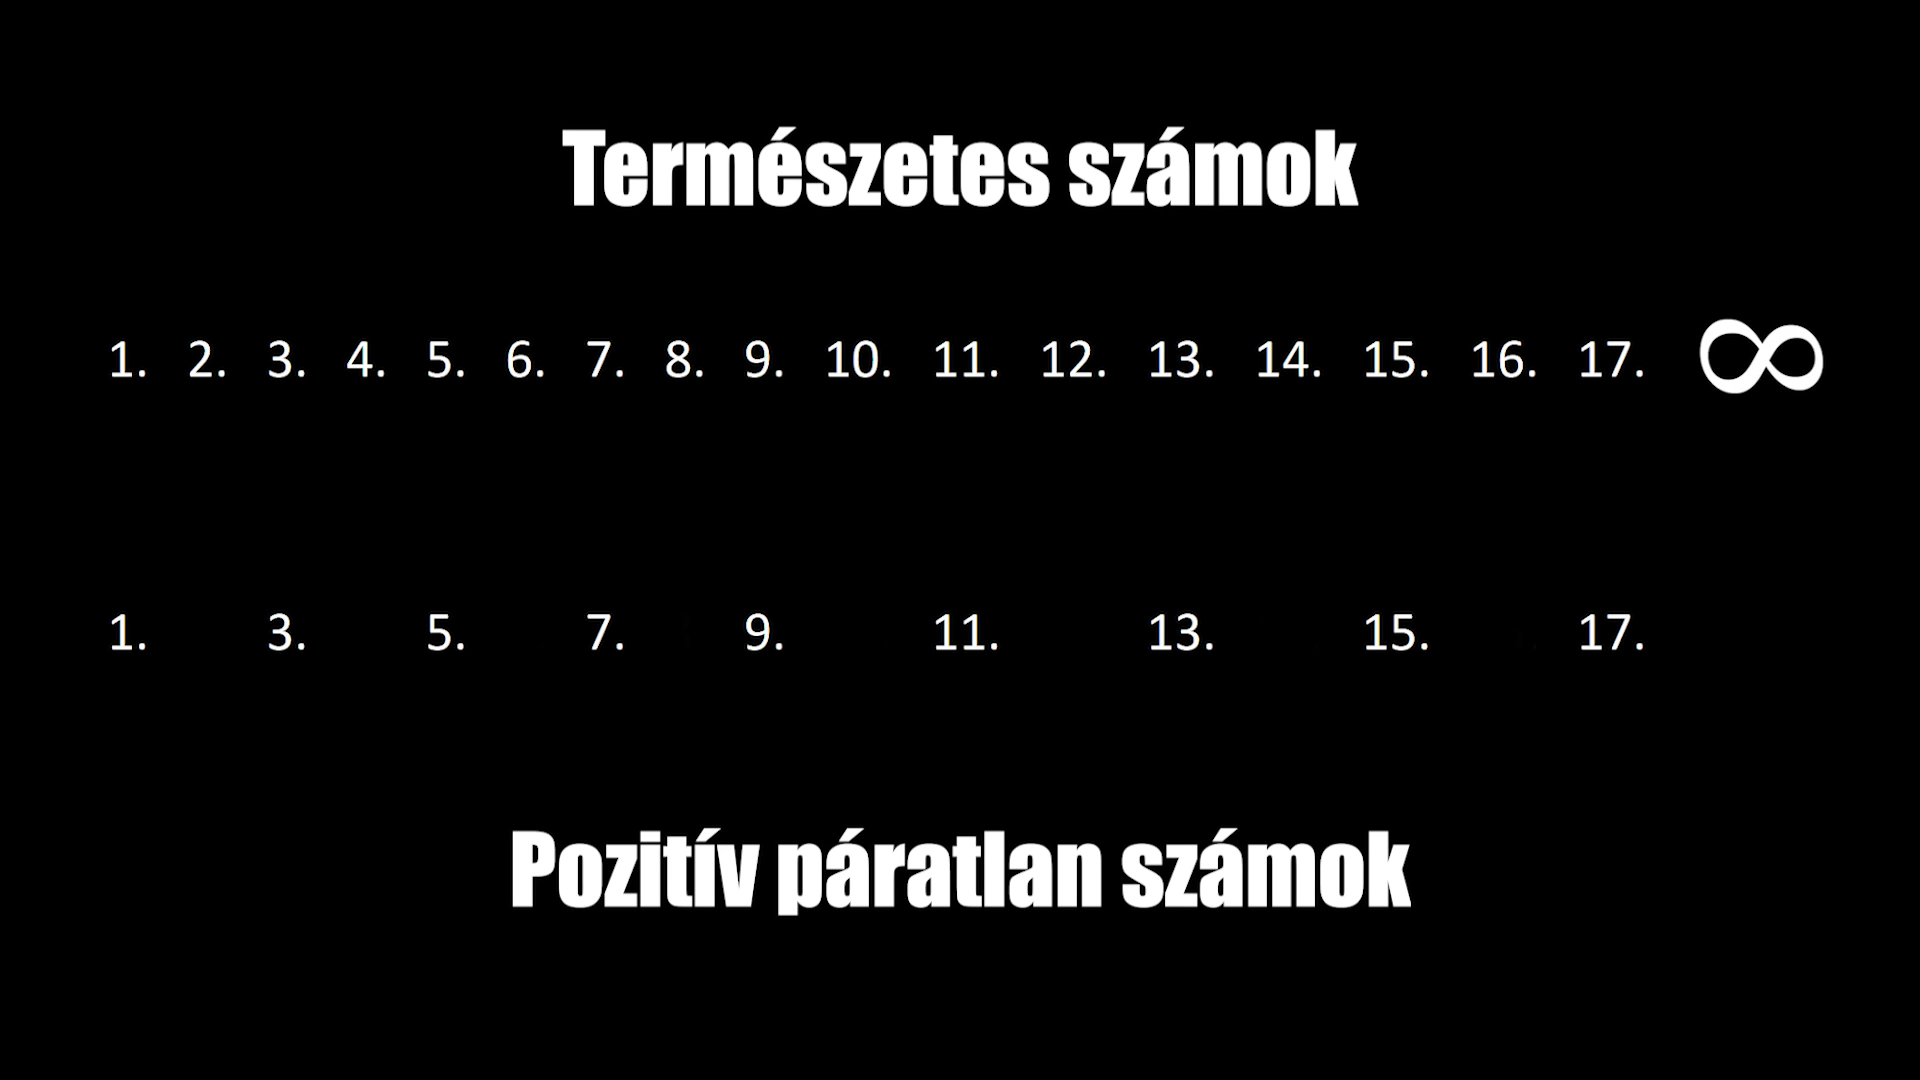 Természetes számok
1. 2. 3. 4. 5. 6. 7. 8. 9. 10. 11. 12. 13. 14. 15. 16. 17. ∞
1. 3. 5. 7. 9. 11. 13. 15. 17.
Pozitív páratlan számok